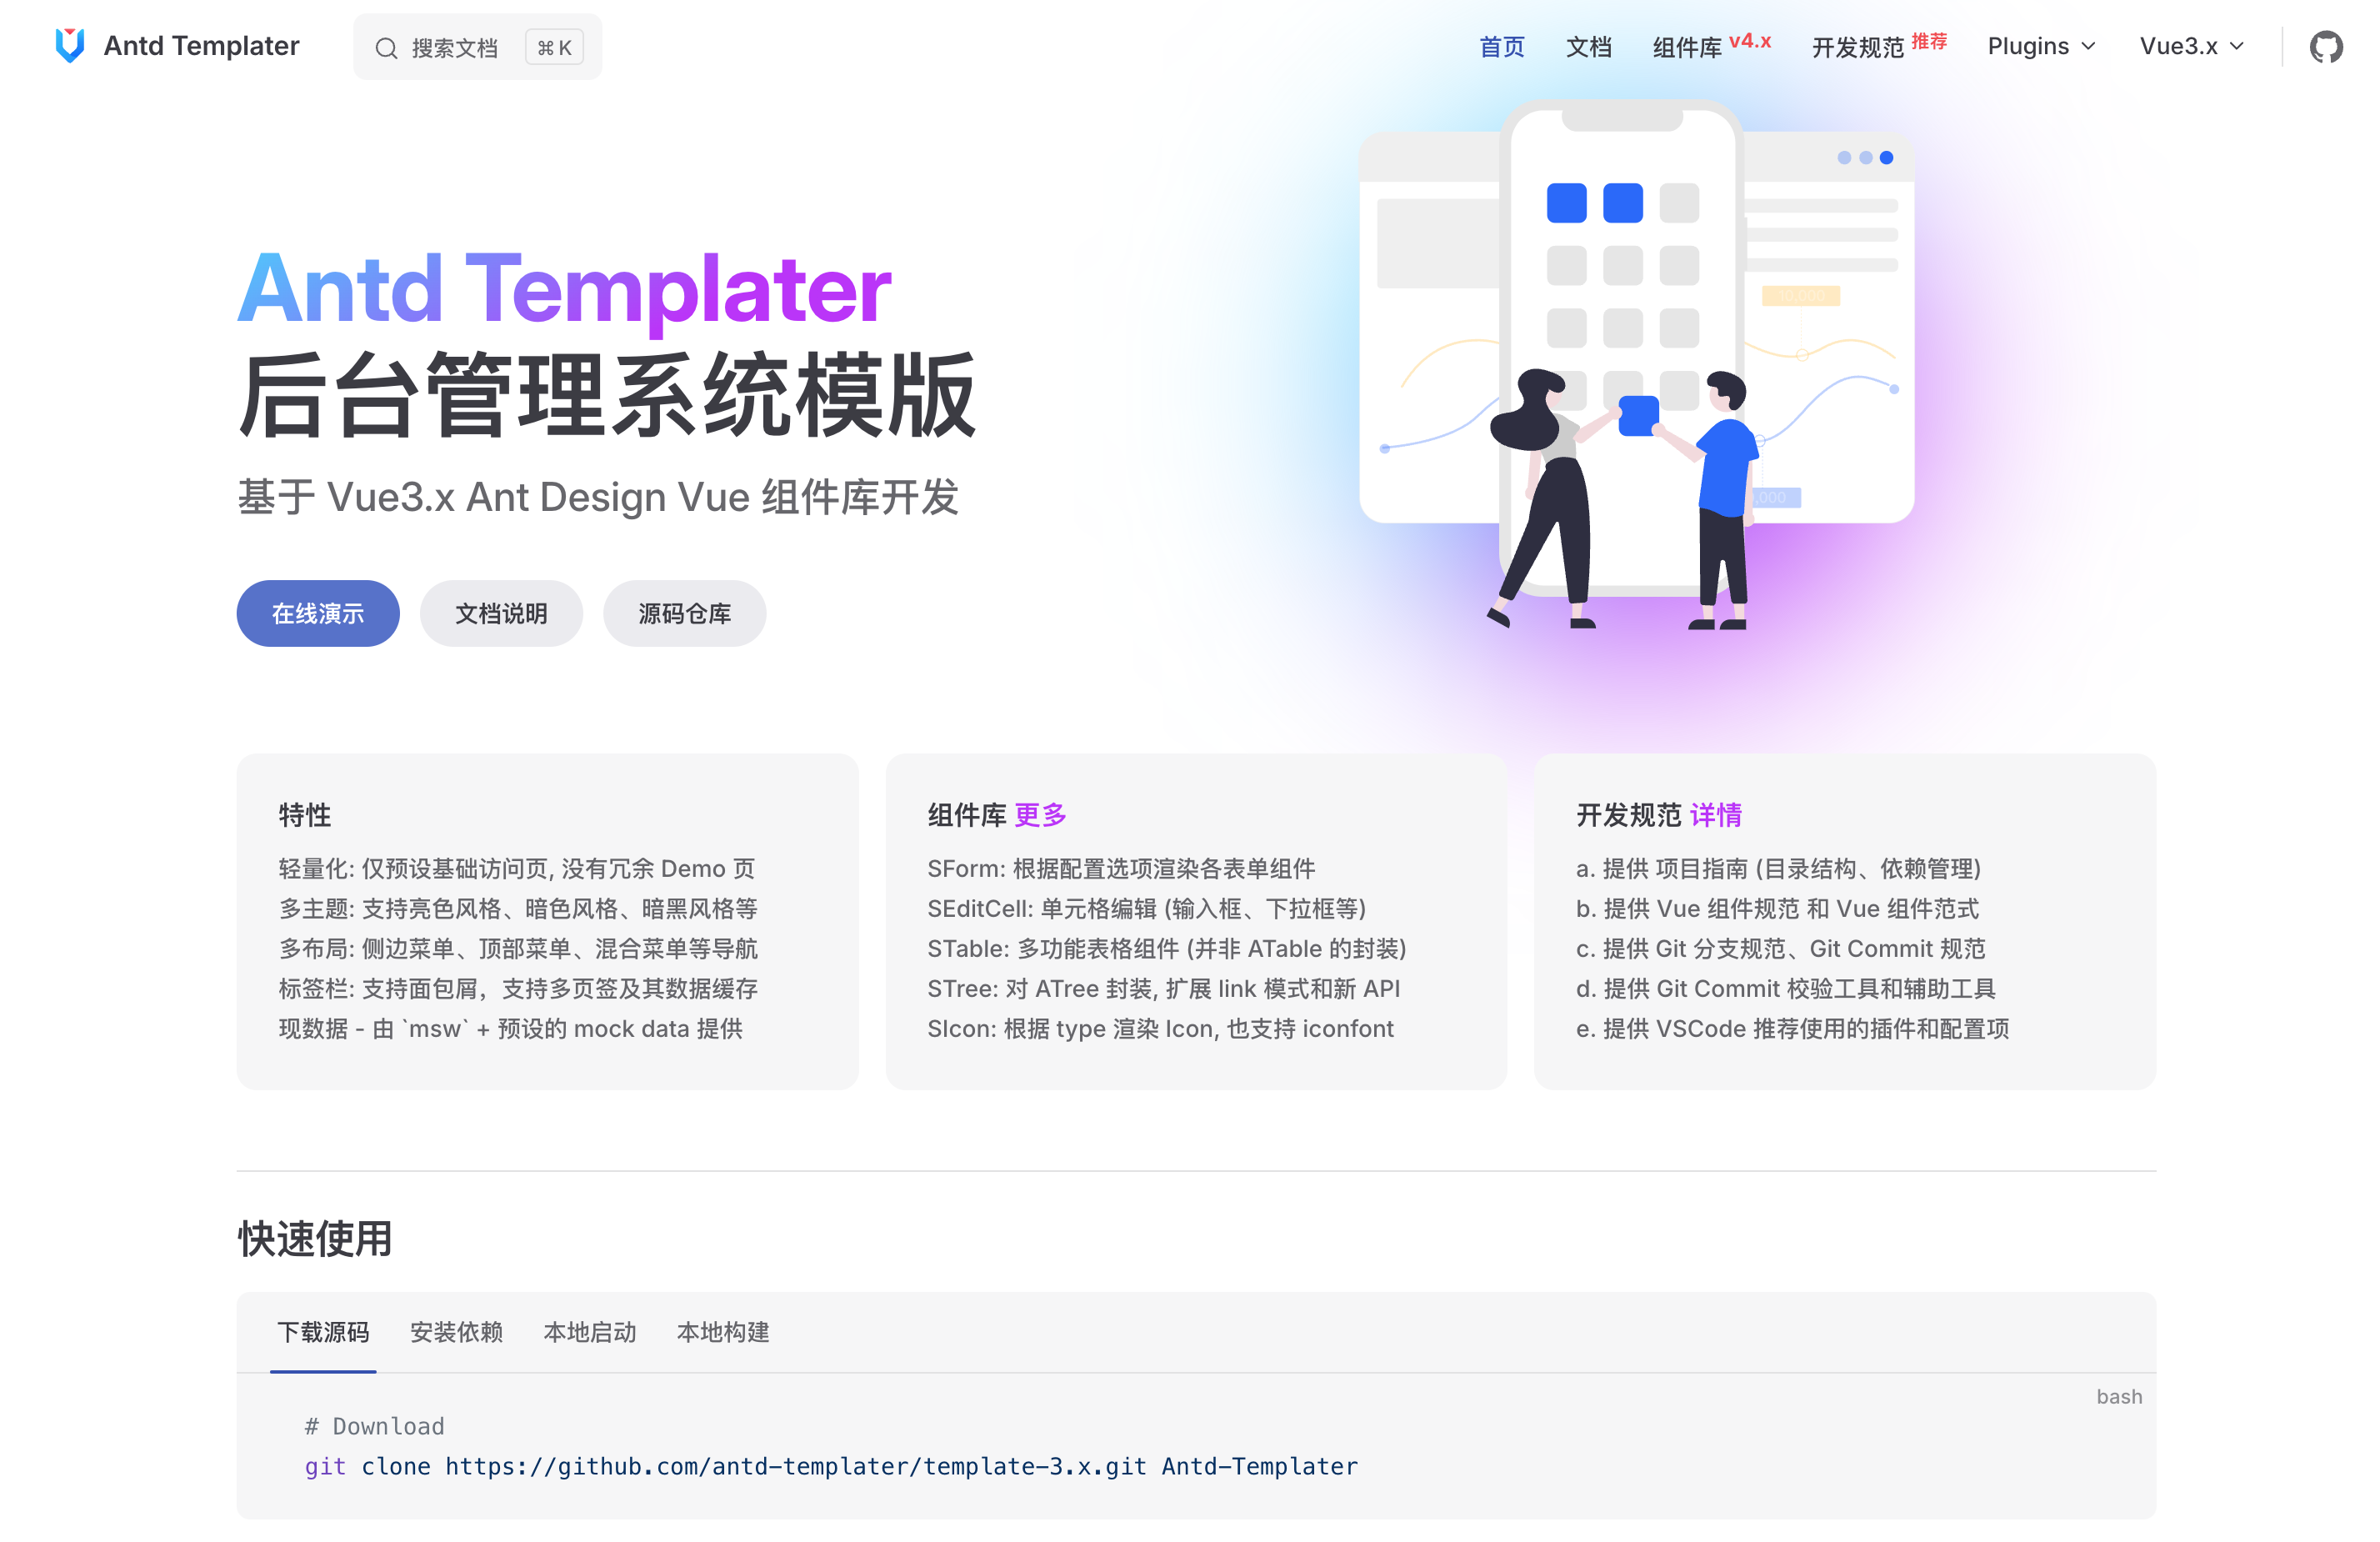 Antd Templater
搜索文档
⌘ K
首页
文档
组件库 v4.x
开发规范 推荐
Plugins
Vue3.x
Antd Templater
后台管理系统模版
基于 Vue3.x Ant Design Vue 组件库开发
在线演示
文档说明
源码仓库
10,000
特性
轻量化: 仅预设基础访问页, 没有冗余 Demo 页
多主题: 支持亮色风格、暗色风格、暗黑风格等
多布局: 侧边菜单、顶部菜单、混合菜单等导航
标签栏: 支持面包屑，支持多页签及其数据缓存
现数据 - 由 `msw` + 预设的 mock data 提供
组件库 更多
SForm: 根据配置选项渲染各表单组件
SEditCell: 单元格编辑 (输入框、下拉框等)
STable: 多功能表格组件 (并非 ATable 的封装)
STree: 对 ATree 封装, 扩展 link 模式和新 API
SIcon: 根据 type 渲染 Icon, 也支持 iconfont
开发规范 详情
a. 提供 项目指南 (目录结构、依赖管理)
b. 提供 Vue 组件规范 和 Vue 组件范式
c. 提供 Git 分支规范、Git Commit 规范
d. 提供 Git Commit 校验工具和辅助工具
e. 提供 VSCode 推荐使用的插件和配置项
快速使用
下载源码
安装依赖
本地启动
本地构建
bash
# Download
git clone https://github.com/antd-templater/template-3.x.git Antd-Templater